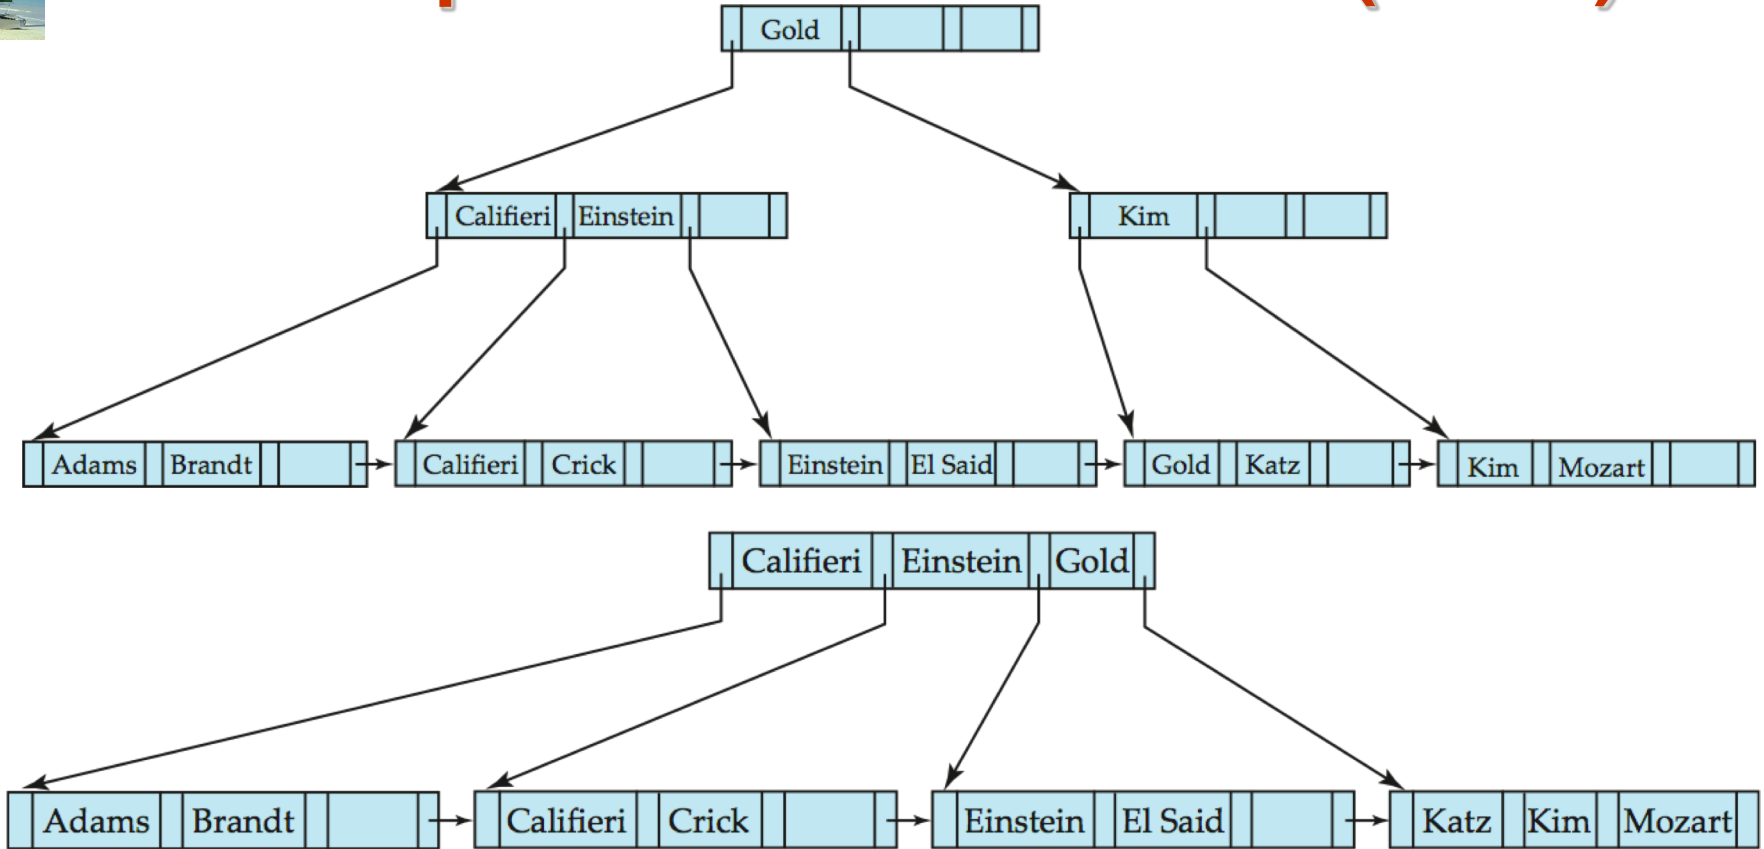 Gold
Califieri Einstein
Kim
Adams Brandt
Califieri Crick
Einstein El Said
Gold Katz
Kim Mozart
Califieri Einstein Gold
Adams Brandt
Califieri Crick
Einstein El Said
Katz Kim Mozart